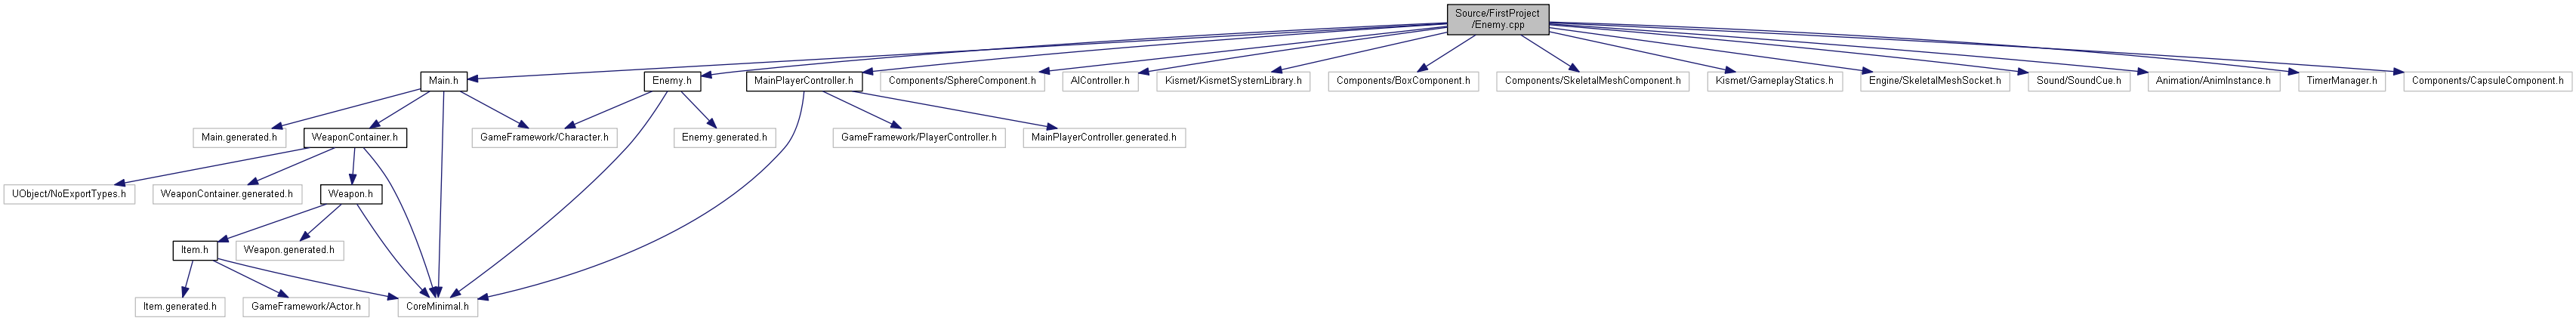 Source/FirstProject
/Enemy.cpp
Main.h
Enemy.h
MainPlayerController.h
Components/SphereComponent.h
AIController.h
Kismet/KismetSystemLibrary.h
Components/BoxComponent.h
Components/SkeletalMeshComponent.h
Kismet/GameplayStatics.h
Engine/SkeletalMeshSocket.h
Sound/SoundCue.h
Animation/AnimInstance.h
TimerManager.h
Components/CapsuleComponent.h
Main.generated.h
WeaponContainer.h
GameFramework/Character.h
Enemy.generated.h
GameFramework/PlayerController.h
MainPlayerController.generated.h
UObject/NoExportTypes.h
WeaponContainer.generated.h
Weapon.h
Item.h
Weapon.generated.h
Item.generated.h
GameFramework/Actor.h
CoreMinimal.h